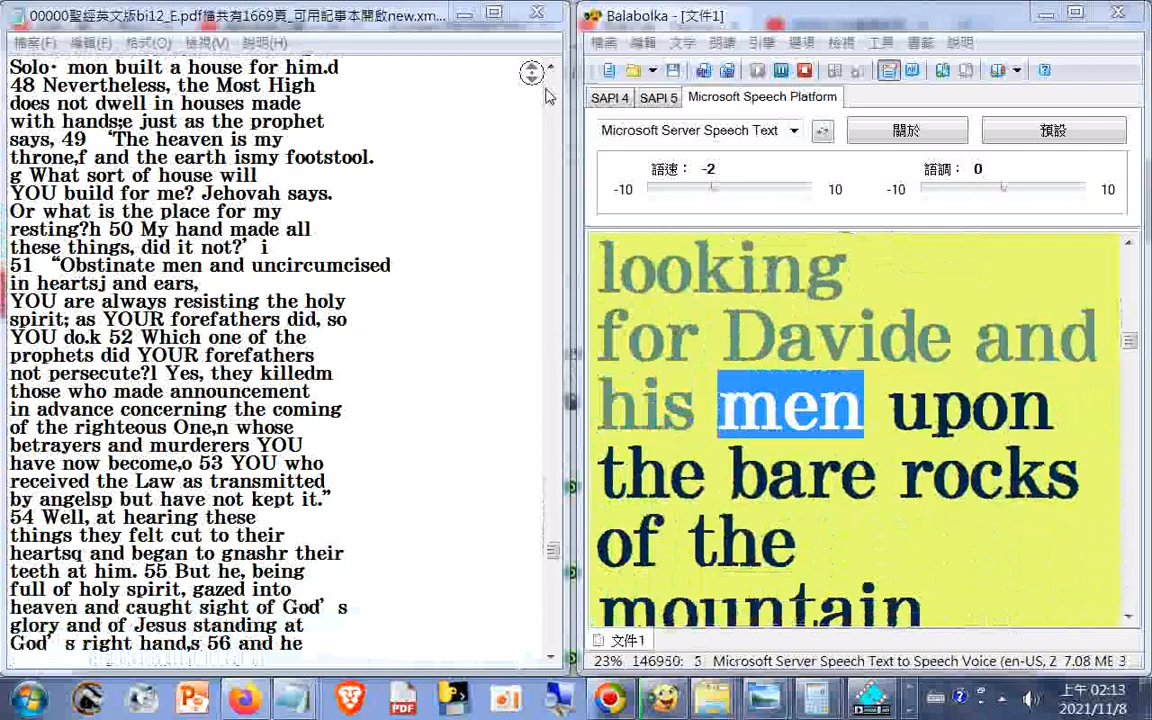 00000聖經英文版bi12_E.pdf檔共有1669頁_可用記事本開啟new.xm...
檔案(F) 編輯(E) 格式(O) 檢視(V) 說明(H)
Solo· mon built a house for him.d
48 Nevertheless, the Most High
does not dwell in houses made
with hands;e just as the prophet
says, 49 ‘The heaven is my
throne,f and the earth ismy footstool.
g What sort of house will
YOU build for me? Jehovah says.
Or what is the place for my
resting?h 50 My hand made all
these things, did it not?’ i
51 “Obstinate men and uncircumcised
in heartsj and ears,
YOU are always resisting the holy
spirit; as YOUR forefathers did, so
YOU do.k 52 Which one of the
prophets did YOUR forefathers
not persecute?l Yes, they killedm
those who made announcement
in advance concerning the coming
of the righteous One,n whose
betrayers and murderers YOU
have now become,o 53 YOU who
received the Law as transmitted
by angelsp but have not kept it.”
54 Well, at hearing these
things they felt cut to their
heartsq and began to gnashr their
teeth at him. 55 But he, being
full of holy spirit, gazed into
heaven and caught sight of God’ s
glory and of Jesus standing at
God’ s right hand,s 56 and he
Balabolka - [文件1]
檔案 編輯 文字 朗讀 引擎 選項 檢視 工具 書籤 說明
SAPI 4 SAPI 5 Microsoft Speech Platform
Microsoft Server Speech Text 關於 預設
語速： -2 語調： 0
-10 10 -10 10
looking
for Davide and
his men upon
the bare rocks
of the
mountain
文件1
23% 146950: 5 Microsoft Server Speech Text to Speech Voice (en-US, Z 7.08 MB 3
上午 02:13
2021/11/8